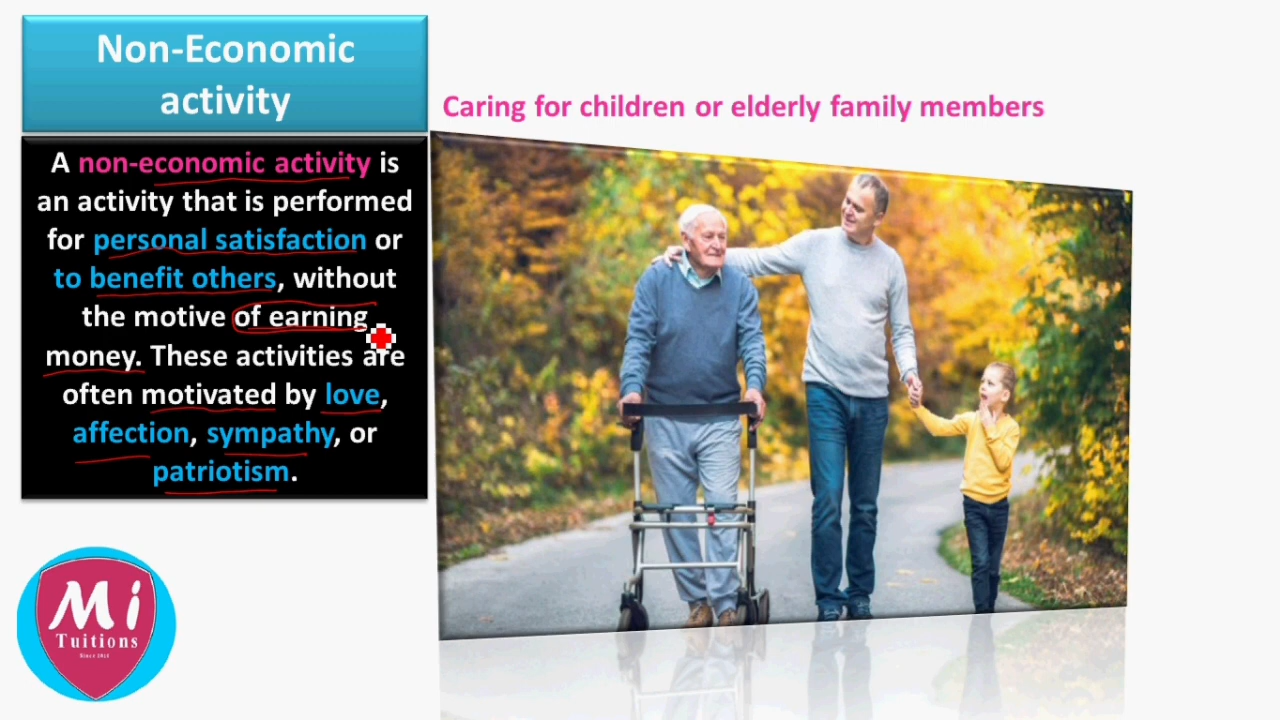 Non-Economic
activity
Caring for children or elderly family members
A non-economic activity is
an activity that is performed
for personal satisfaction or
to benefit others, without
the motive of earning
money. These activities are
often motivated by love,
affection, sympathy, or
patriotism.
Mi
Tuitions